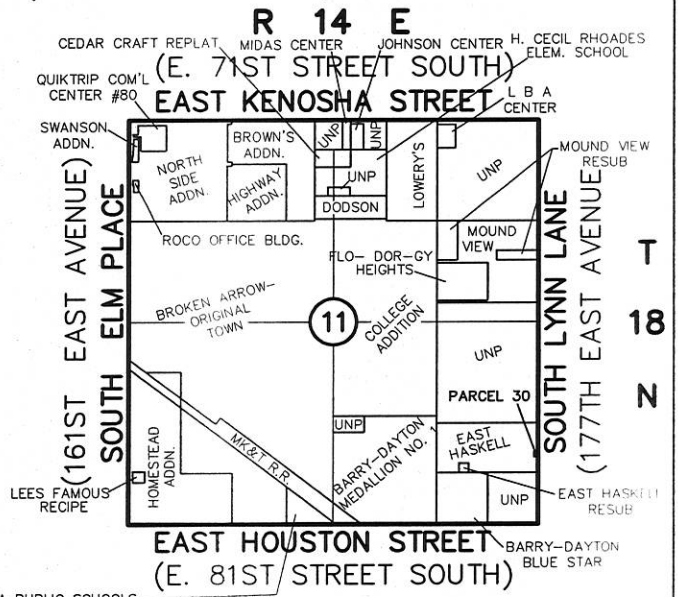 R 14 E
CEDAR CRAFT REPLAT
MIDAS CENTER
JOHNSON CENTER
H. CECIL RHOADES
ELEM. SCHOOL
(E. 71ST STREET SOUTH)
QUIKTRIP COM'L
CENTER #80
EAST KENOSHA STREET
L B A
CENTER
SWANSON
ADDN.
MOUND VIEW
RESUB
NORTH
SIDE
ADDN.
BROWN'S
ADDN.
HIGHWAY
ADDN.
UNP
UNP
UNP
DODSON
LOWERY'S
UNP
ROCO OFFICE BLDG.
MOUND
VIEW
FLO- DOR-GY
HEIGHTS
(161ST EAST AVENUE)
SOUTH ELM PLACE
BROKEN ARROW-
ORIGINAL
TOWN
11
COLLEGE
ADDITION
UNP
SOUTH LYNN LANE
(177TH EAST AVENUE)
T
18
N
PARCEL 30
MK&T R.R.
UNP
BARRY-DAYTON
MEDALLION NO. 1
EAST
HASKELL
HOMESTEAD
ADDN.
LEES FAMOUS
RECIPE
UNP
EAST HASKELL
RESUB
EAST HOUSTON STREET
(E. 81ST STREET SOUTH)
BARRY-DAYTON
BLUE STAR
A PUBLIC SCHOOLS